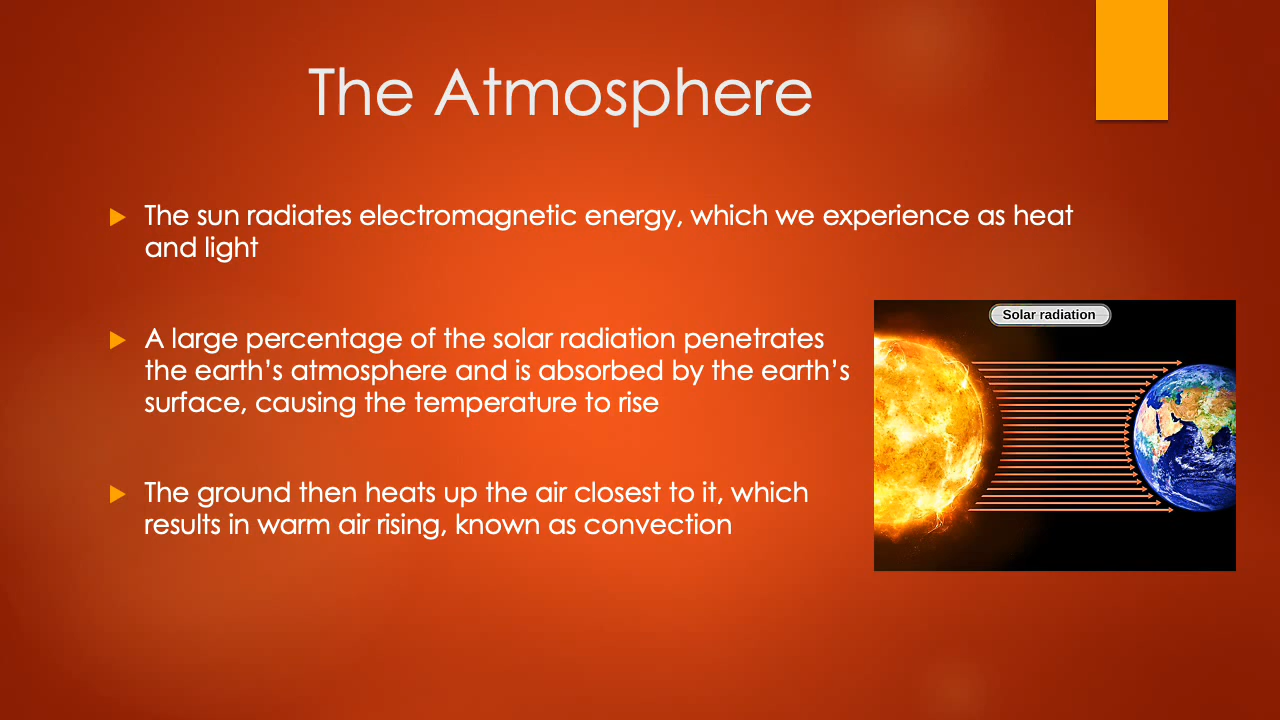 The Atmosphere
The sun radiates electromagnetic energy, which we experience as heat
and light
A large percentage of the solar radiation penetrates
the earth’s atmosphere and is absorbed by the earth’s
surface, causing the temperature to rise
The ground then heats up the air closest to it, which
results in warm air rising, known as convection
Solar radiation